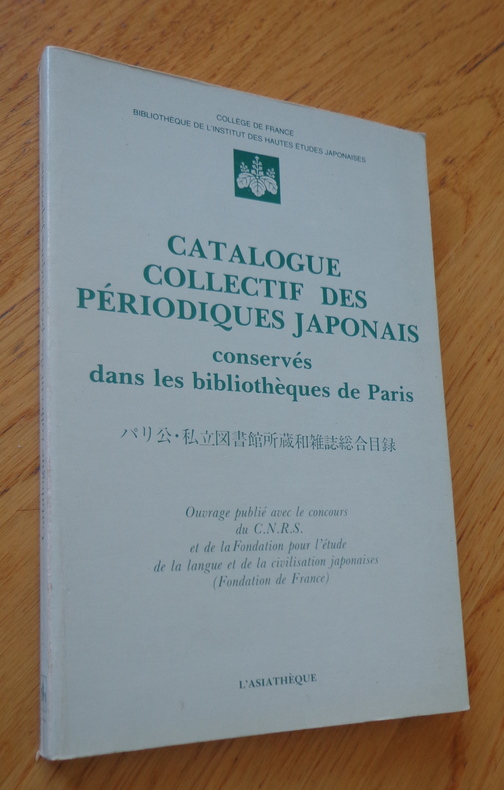 COLLÈGE DE FRANCE
BIBLIOTHÈQUE DE L'INSTITUT DES HAUTES ÉTUDES JAPONAISES
CATALOGUE
COLLECTIF DES
PÉRIODIQUES JAPONAIS
conservés
dans les bibliothèques de Paris
パリ公・私立図書館所蔵和雑誌総合目録
Ouvrage publié avec le concours
du C.N.R.S.
et de la Fondation pour l'étude
de la langue et de la civilisation japonaises
(Fondation de France)
L'ASIATHÈQUE